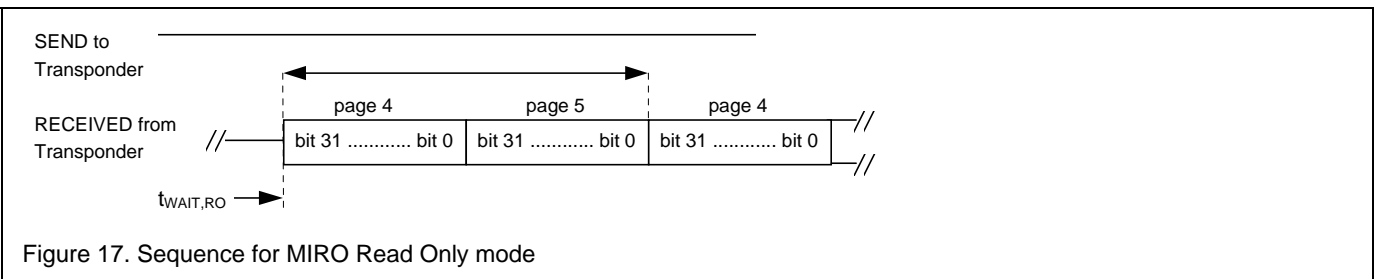 SEND to
Transponder
page 4 page 5 page 4
RECEIVED from
Transponder
// bit 31 ............ bit 0 bit 31 ............ bit 0 bit 31 ............ bit 0 //
//
tWAIT,RO
Figure 17. Sequence for MIRO Read Only mode